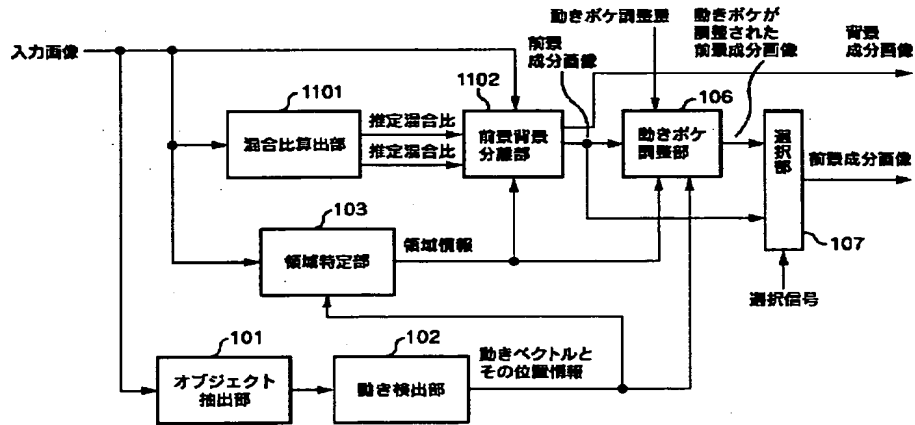 入力画像
動きボケ調整量
動きボケが
調整された
前景成分画像
背景
成分画像
前景
成分画像
1101
混合比算出部
推定混合比
推定混合比
1102
前景背景
分離部
106
動きボケ
調整部
選択部
前景成分画像
107
選択信号
103
領域特定部
領域情報
101
オブジェクト
抽出部
102
動き検出部
動きベクトルと
その位置情報